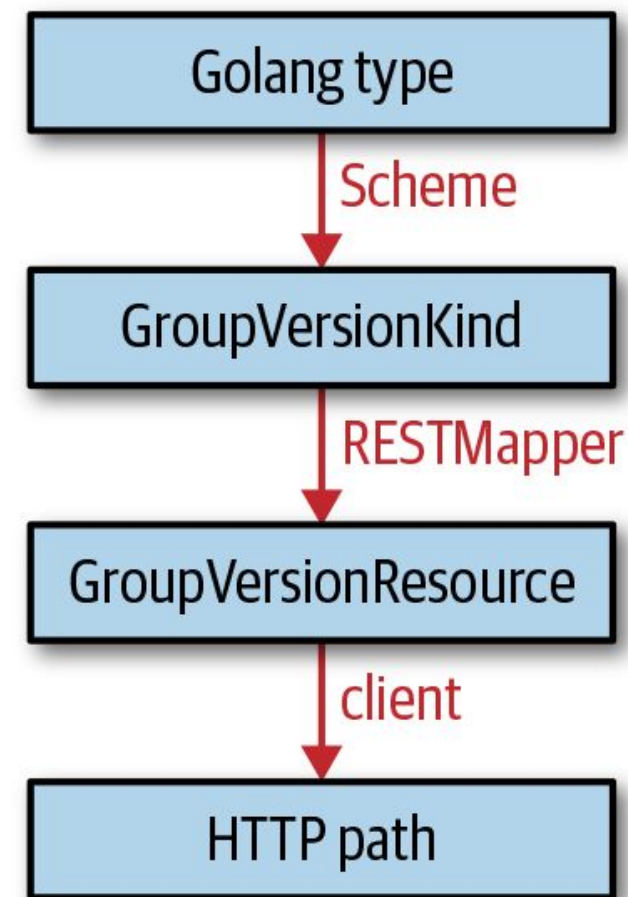 Golang type
Scheme
GroupVersionKind
RESTMapper
GroupVersionResource
client
HTTP path